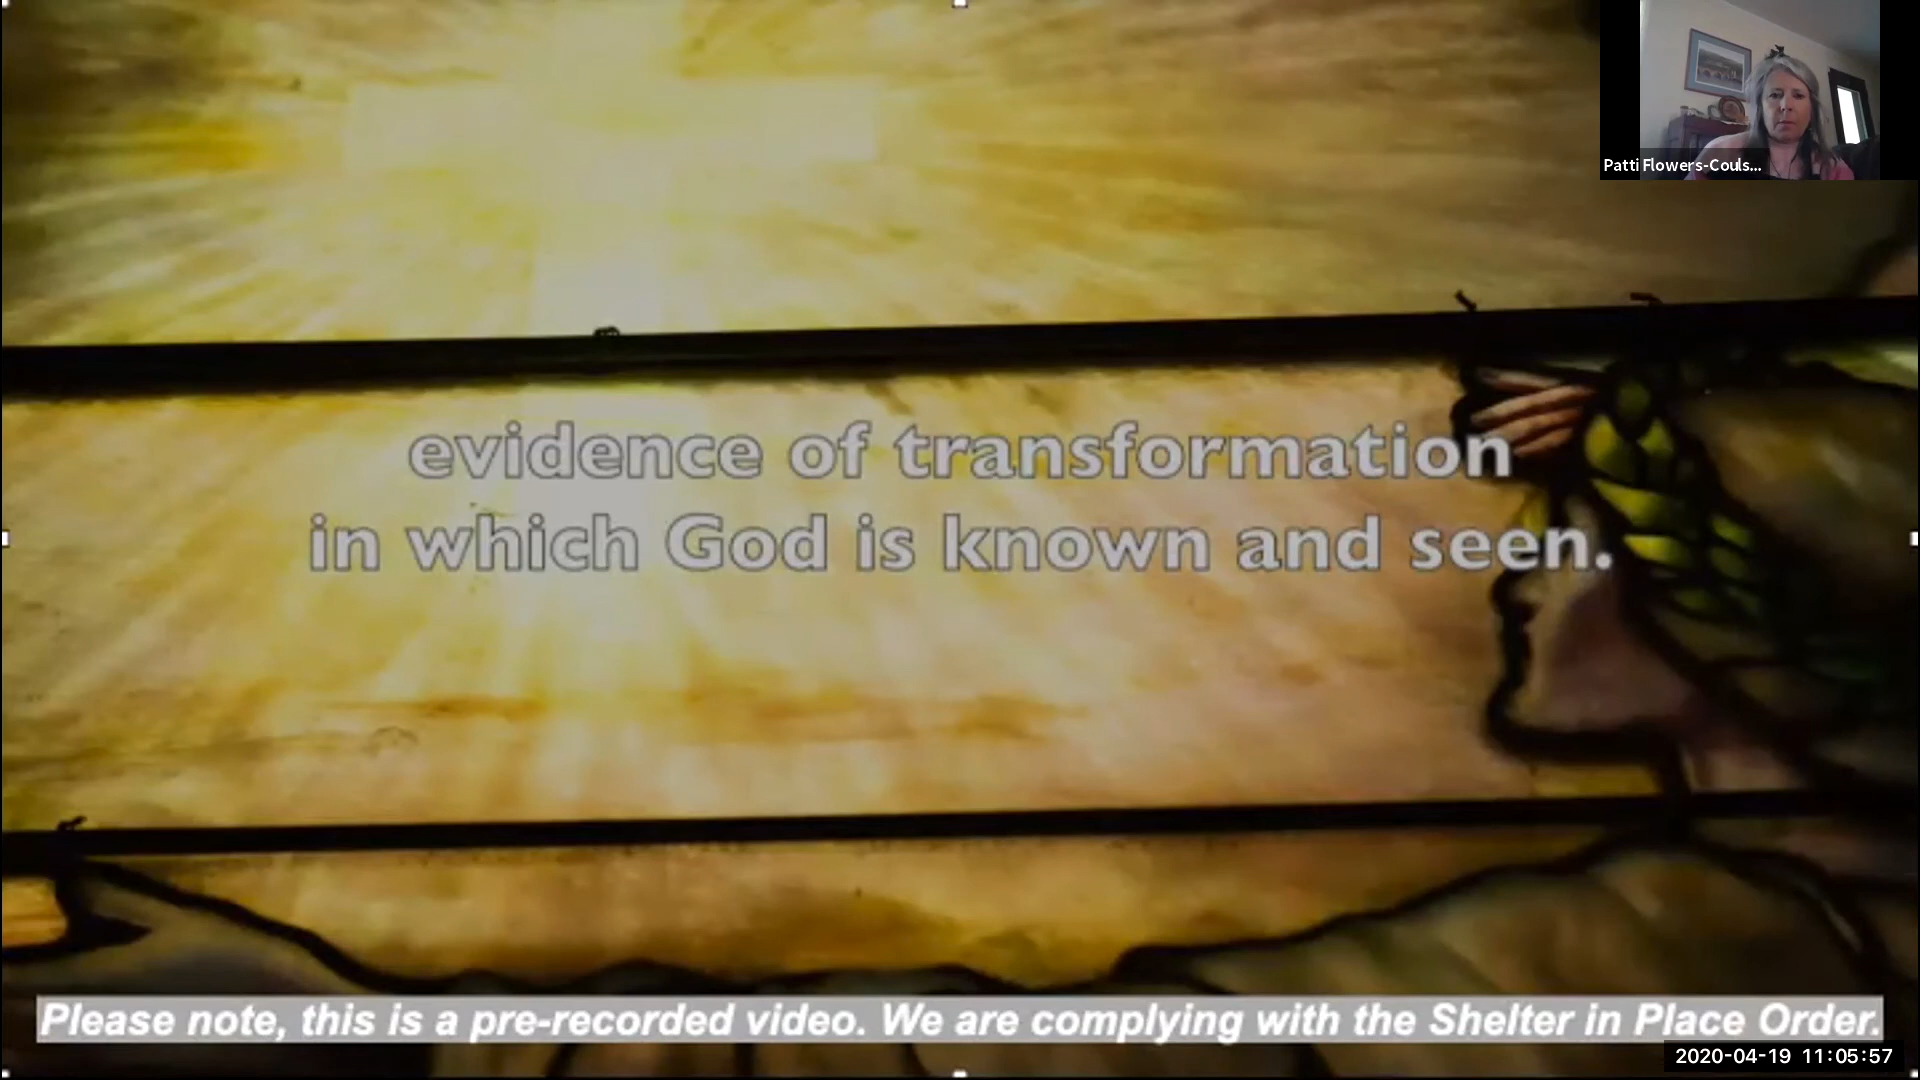 Patti Flowers-Couls...
evidence of transformation
in which God is known and seen.
Please note, this is a pre-recorded video. We are complying with the Shelter in Place Order.
2020-04-19 11:05:57